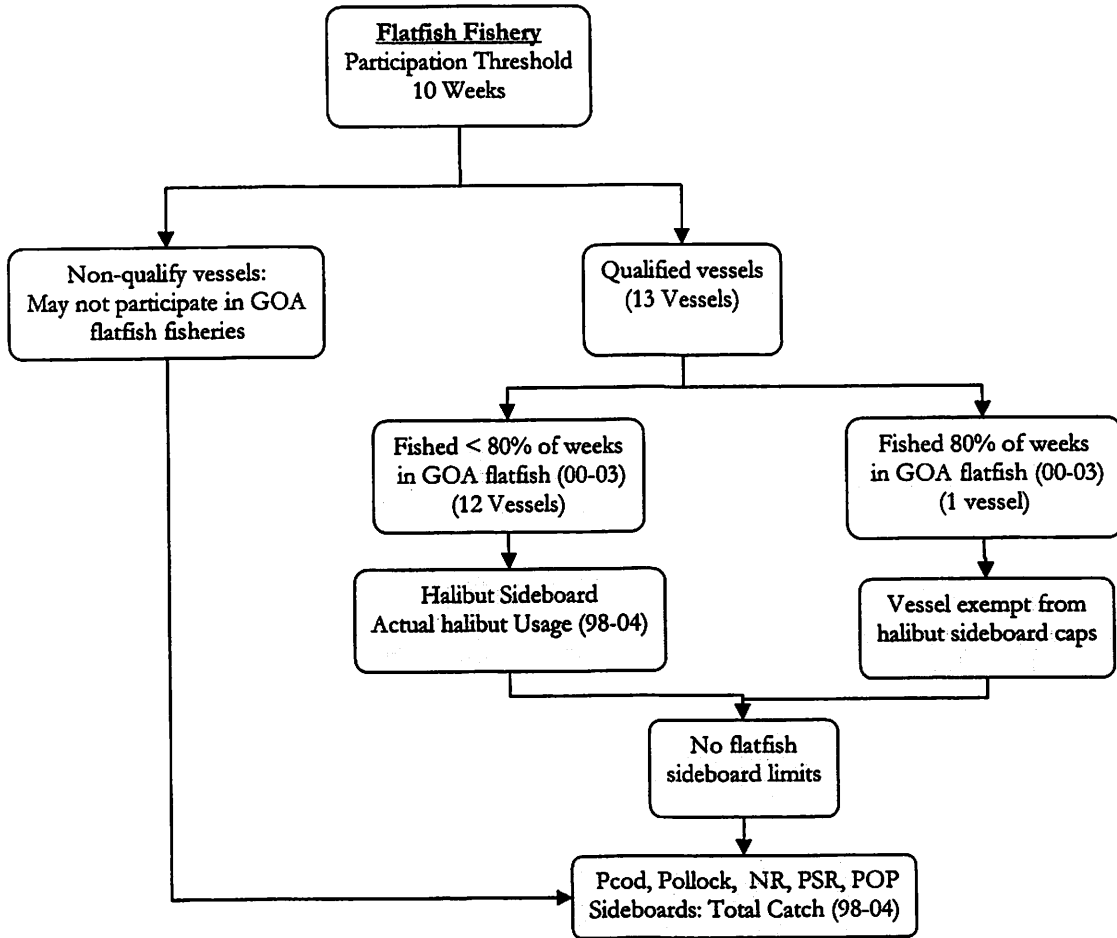 Flatfish Fishery
Participation Threshold
10 Weeks
Non-qualify vessels:
May not participate in GOA
flatfish fisheries
Qualified vessels
(13 Vessels)
Fished < 80% of weeks
in GOA flatfish (00-03)
(12 Vessels)
Fished 80% of weeks
in GOA flatfish (00-03)
(1 vessel)
Halibut Sideboard
Actual halibut Usage (98-04)
Vessel exempt from
halibut sideboard caps
No flatfish
sideboard limits
Pcod, Pollock, NR, PSR, POP
Sideboards: Total Catch (98-04)